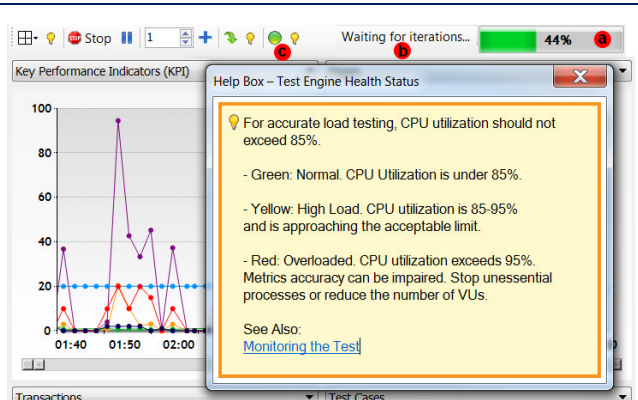 Stop
1
Waiting for iterations...
44%
a
c
b
Key Performance Indicators (KPI)
Help Box – Test Engine Health Status
X
For accurate load testing, CPU utilization should not
exceed 85%.
- Green: Normal. CPU Utilization is under 85%.
- Yellow: High Load. CPU utilization is 85-95%
and is approaching the acceptable limit.
- Red: Overloaded. CPU utilization exceeds 95%.
Metrics accuracy can be impaired. Stop unessential
processes or reduce the number of VUs.
See Also:
Monitoring the Test
100
80
60
40
20
0
01:40 01:50 02:00
Transactions
Test Cases